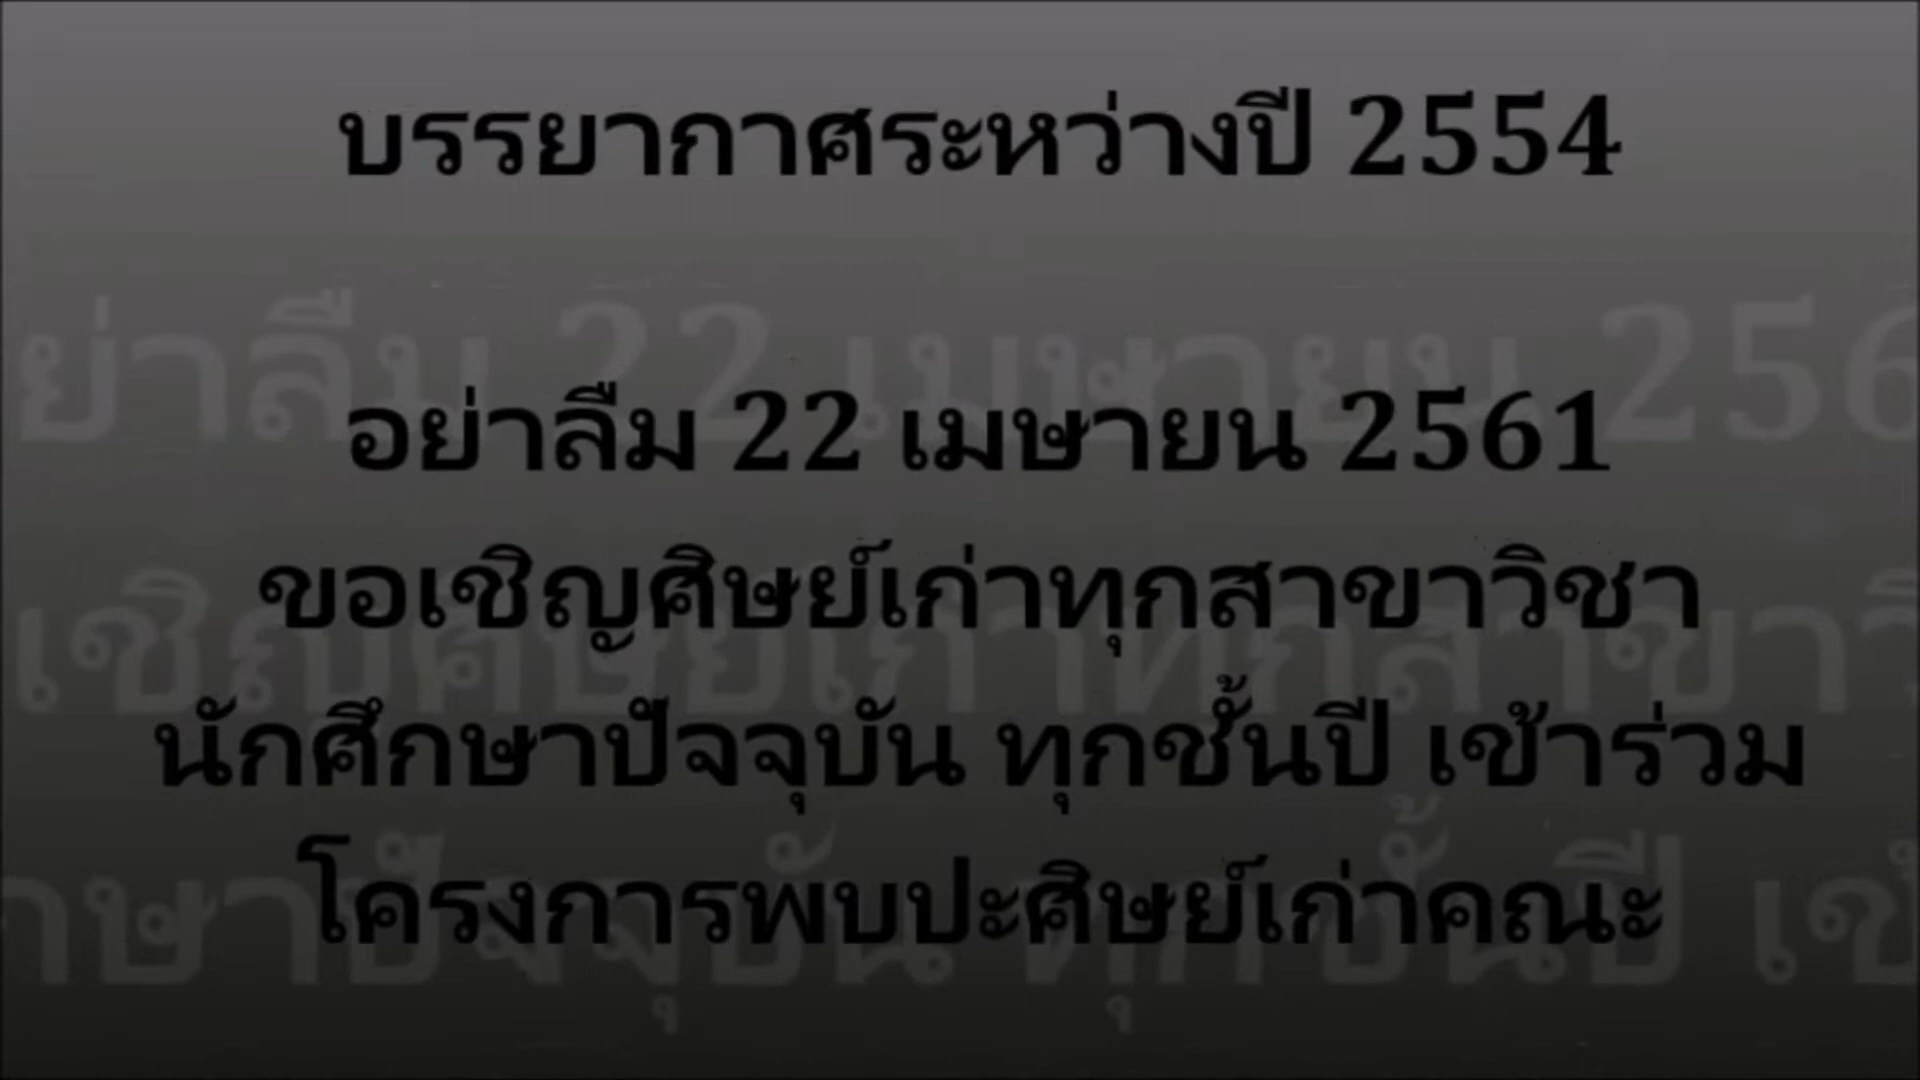 บรรยากาศระหว่างปี 2554
อย่าลืม 22 เมษายน 2561
ขอเชิญศิษย์เก่าทุกสาขาวิชา
นักศึกษาปัจจุบัน ทุกชั้นปี เข้าร่วม
โครงการพบปะศิษย์เก่าคณะ